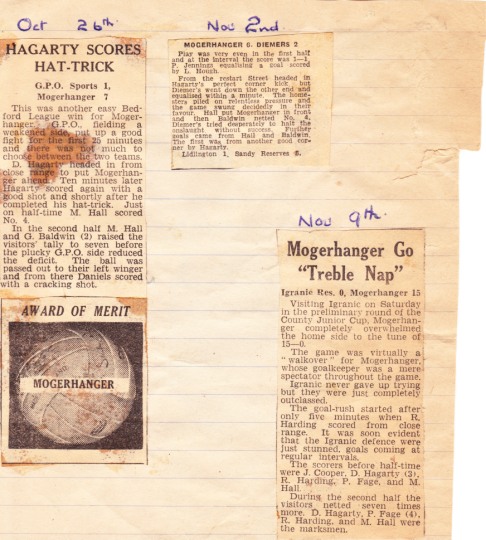 Oct 26th
HAGARTY SCORES
HAT-TRICK
G.P.O. Sports 1,
Mogerhanger 7
This was another easy Bed-
ford League win for Moger-
hanger. G.P.O. fielding a
weakened side, put up a good
fight for the first 25 minutes
and there was not much to
choose between the two teams.
D. Hagarty headed in from
close range to put Mogerhan-
ger ahead. Ten minutes later
Hagarty scored again with a
good shot and shortly after he
completed his hat-trick. Just
on half-time M. Hall scored
No. 4.
In the second half M. Hall
and G. Baldwin (2) raised the
visitors' tally to seven before
the plucky G.P.O. side reduced
the deficit. The ball was
passed out to their left winger
and from there Daniels scored
with a cracking shot.
AWARD OF MERIT
MOGERHANGER
Nov 2nd
MOGERHANGER 6. DIEMERS 2
Play was very even in the first half
and at the interval the score was 1—1,
P. Jennings equalising a goal scored
by L. Hough.
From the restart Street headed in
Hagarty's perfect corner kick but
Diemer's went down the other end and
equalised within a minute. The home-
sters piled on relentless pressure and
the game swung decidedly in their
favour. Hall put Mogerhanger in front
and then Baldwin netted No. 4.
Diemer's tried desperately to halt the
onslaught without success. Further
goals came from Hall and Baldwin.
The first was from another good cor-
ner by Hagarty.
Lidlington 1, Sandy Reserves
Nov 9th
Mogerhanger Go
"Treble Nap"
Igranic Res. 0, Mogerhanger 15
Visiting Igranic on Saturday
in the preliminary round of the
County Junior Cup, Mogerhan-
ger completely overwhelmed
the home side to the tune of
15—0.
The game was virtually a
"walkover" for Mogerhanger,
whose goalkeeper was a mere
spectator throughout the game.
Igranic never gave up trying
but they were just completely
outclassed.
The goal-rush started after
only five minutes when R.
Harding scored from close
range. It was soon evident
that the Igranic defence were
just stunned, goals coming at
regular intervals.
The scorers before half-time
were J. Cooper, D. Hagarty (3),
R. Harding, P. Fage, and M.
Hall.
During the second half the
visitors netted seven times
more. D. Hagarty, P. Fage (4),
R. Harding, and M. Hall were
the marksmen.